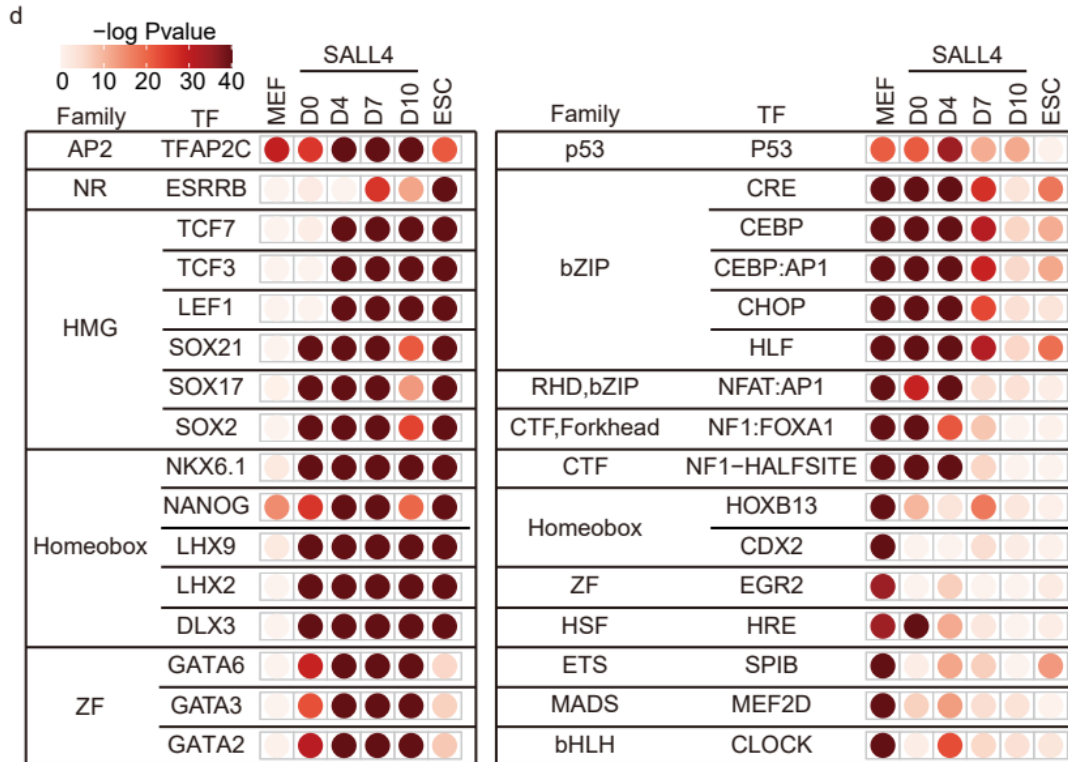 d
−log Pvalue
0 10 20 30 40
SALL4
Family TF MEF D0 D4 D7 D10 ESC
AP2 TFAP2C
NR ESRRB
HMG
TCF7
TCF3
LEF1
SOX21
SOX17
SOX2
Homeobox
NKX6.1
NANOG
LHX9
LHX2
DLX3
ZF
GATA6
GATA3
GATA2
SALL4
Family TF MEF D0 D4 D7 D10 ESC
p53 P53
bZIP
CRE
CEBP
CEBP:AP1
CHOP
HLF
RHD,bZIP NFAT:AP1
CTF,Forkhead NF1:FOXA1
CTF NF1−HALFSITE
Homeobox
HOXB13
CDX2
ZF EGR2
HSF HRE
ETS SPIB
MADS MEF2D
bHLH CLOCK